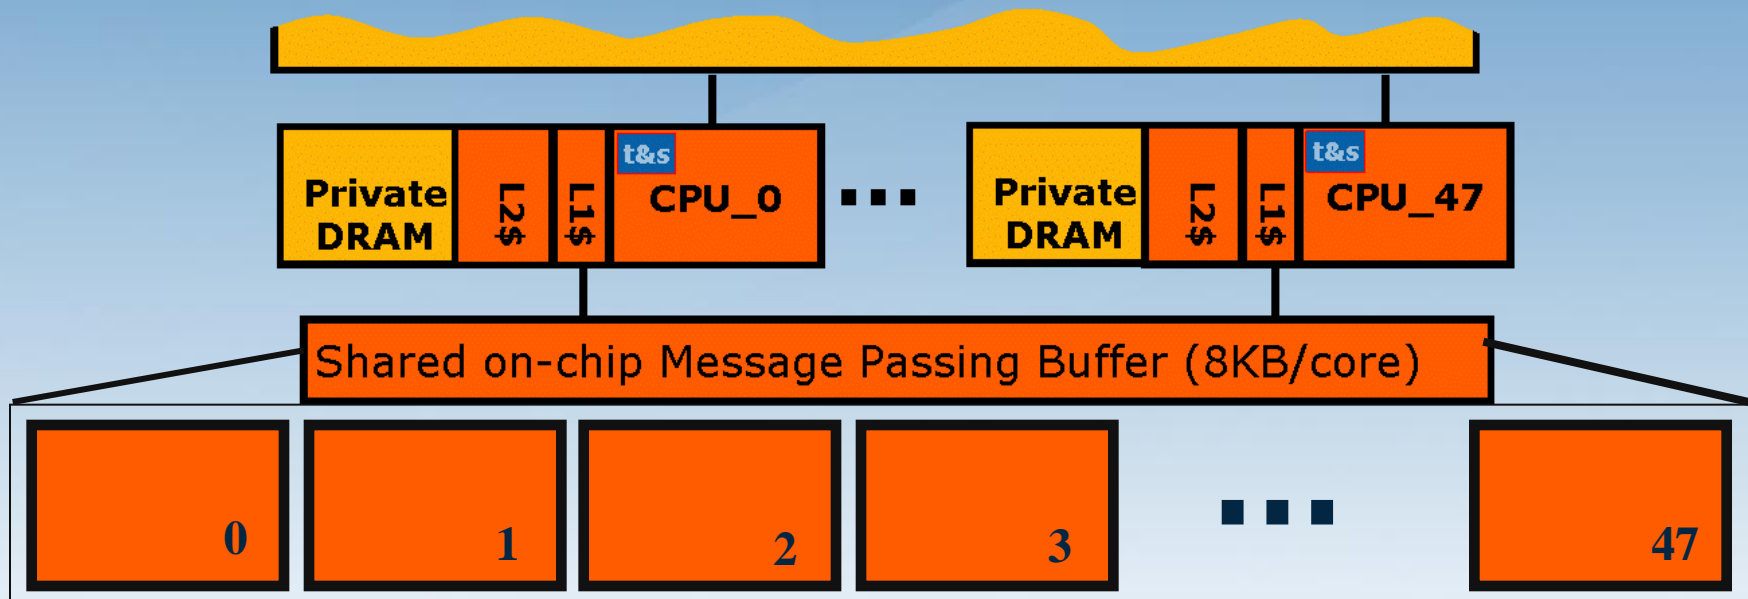 t&s
Private
DRAM
L2$
L1$
CPU_0
...
t&s
Private
DRAM
L2$
L1$
CPU_47
Shared on-chip Message Passing Buffer (8KB/core)
0
1
2
3
...
47